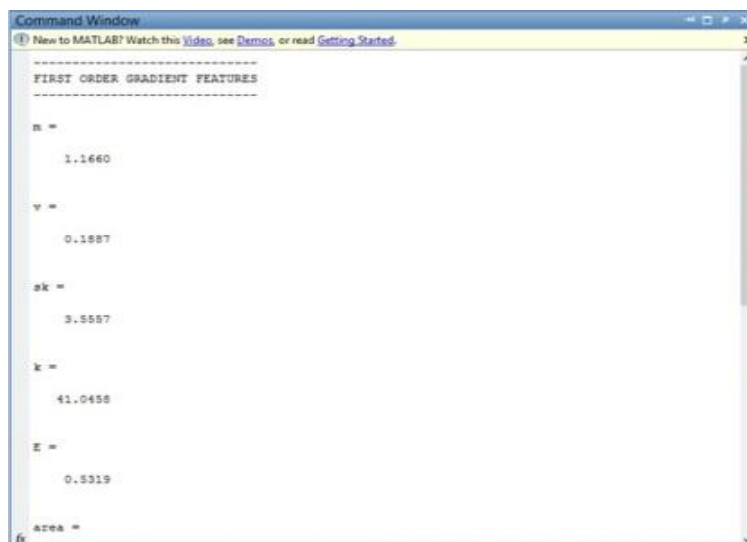 Command Window
New to MATLAB? Watch this Video, see Demos, or read Getting Started.
-----------------------------
FIRST ORDER GRADIENT FEATURES
-----------------------------
m =
1.1660
v =
0.1887
sk =
3.5557
k =
41.0458
E =
0.5319
area =
fx